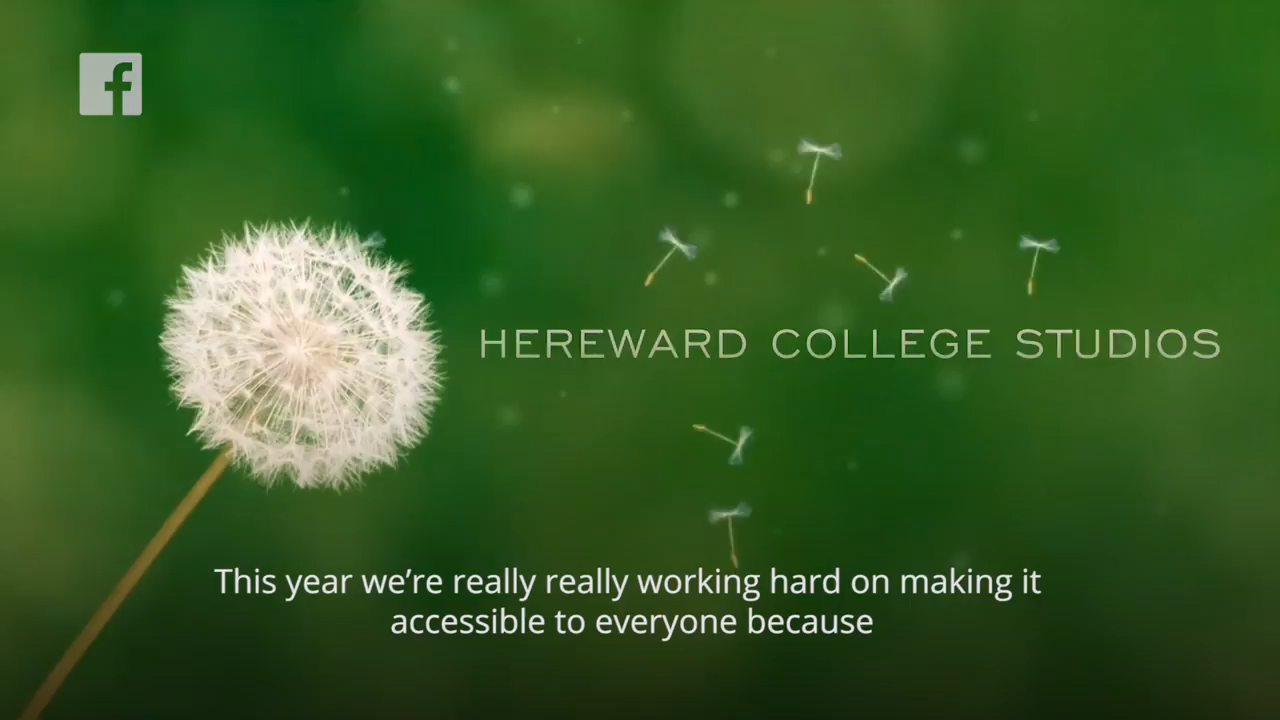 HEREWARD COLLEGE STUDIOS
This year we’re really really working hard on making it
accessible to everyone because